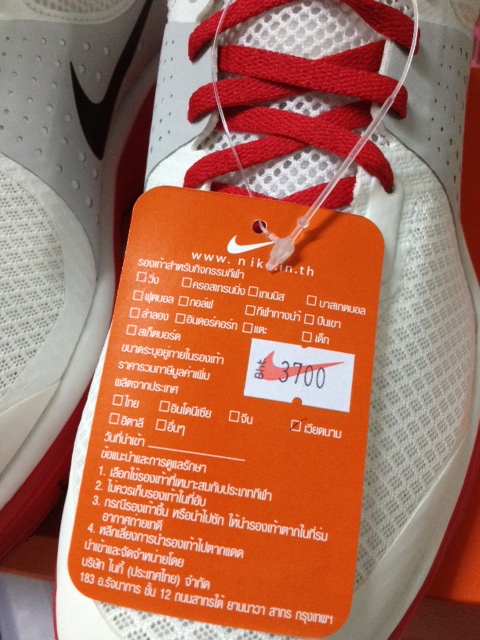 www.nike.in.th
รองเท้าสำหรับกิจกรรมกีฬา
วิ่ง ครอสเทรนนิ่ง เทนนิส บาสเกตบอล
ฟุตบอล กอล์ฟ กีฬาทางน้ำ ปีนเขา
ลำลอง อินดอร์คอร์ท แตะ เด็ก
สเก็ตบอร์ด
ขนาดระบุอยู่ภายในรองเท้า
ราคารวมภาษีมูลค่าเพิ่ม
Bht 3700
ผลิตจากประเทศ
ไทย อินโดนีเซีย จีน เวียดนาม
อิตาลี อื่นๆ
วันที่นำเข้า
ข้อแนะนำและการดูแลรักษา
1. เลือกใช้รองเท้าที่เหมาะสมกับประเภทกีฬา
2. ไม่ควรเก็บรองเท้าในที่อับ
3. กรณีรองเท้าชื้น หรือนำไปซัก ให้นำรองเท้าตากในที่ร่ม
อากาศถ่ายเทดี
4. หลีกเลี่ยงการนำรองเท้าไปตากแดด
นำเข้าและจัดจำหน่ายโดย
บริษัท ไนกี้ (ประเทศไทย) จำกัด
183 อ.รัจนาการ ชั้น 12 ถนนสาทรใต้ ยานนาวา สาทร กรุงเทพฯ